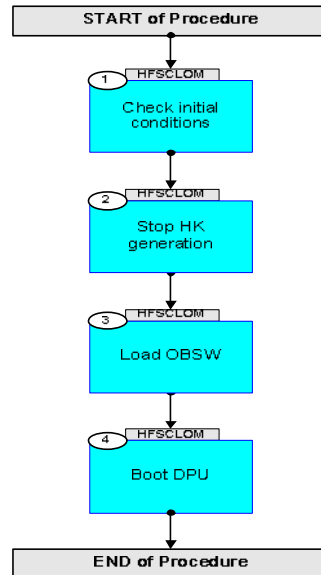 START of Procedure
HFSCLOM
1
Check initial
conditions
HFSCLOM
2
Stop HK
generation
HFSCLOM
3
Load OBSW
HFSCLOM
4
Boot DPU
END of Procedure